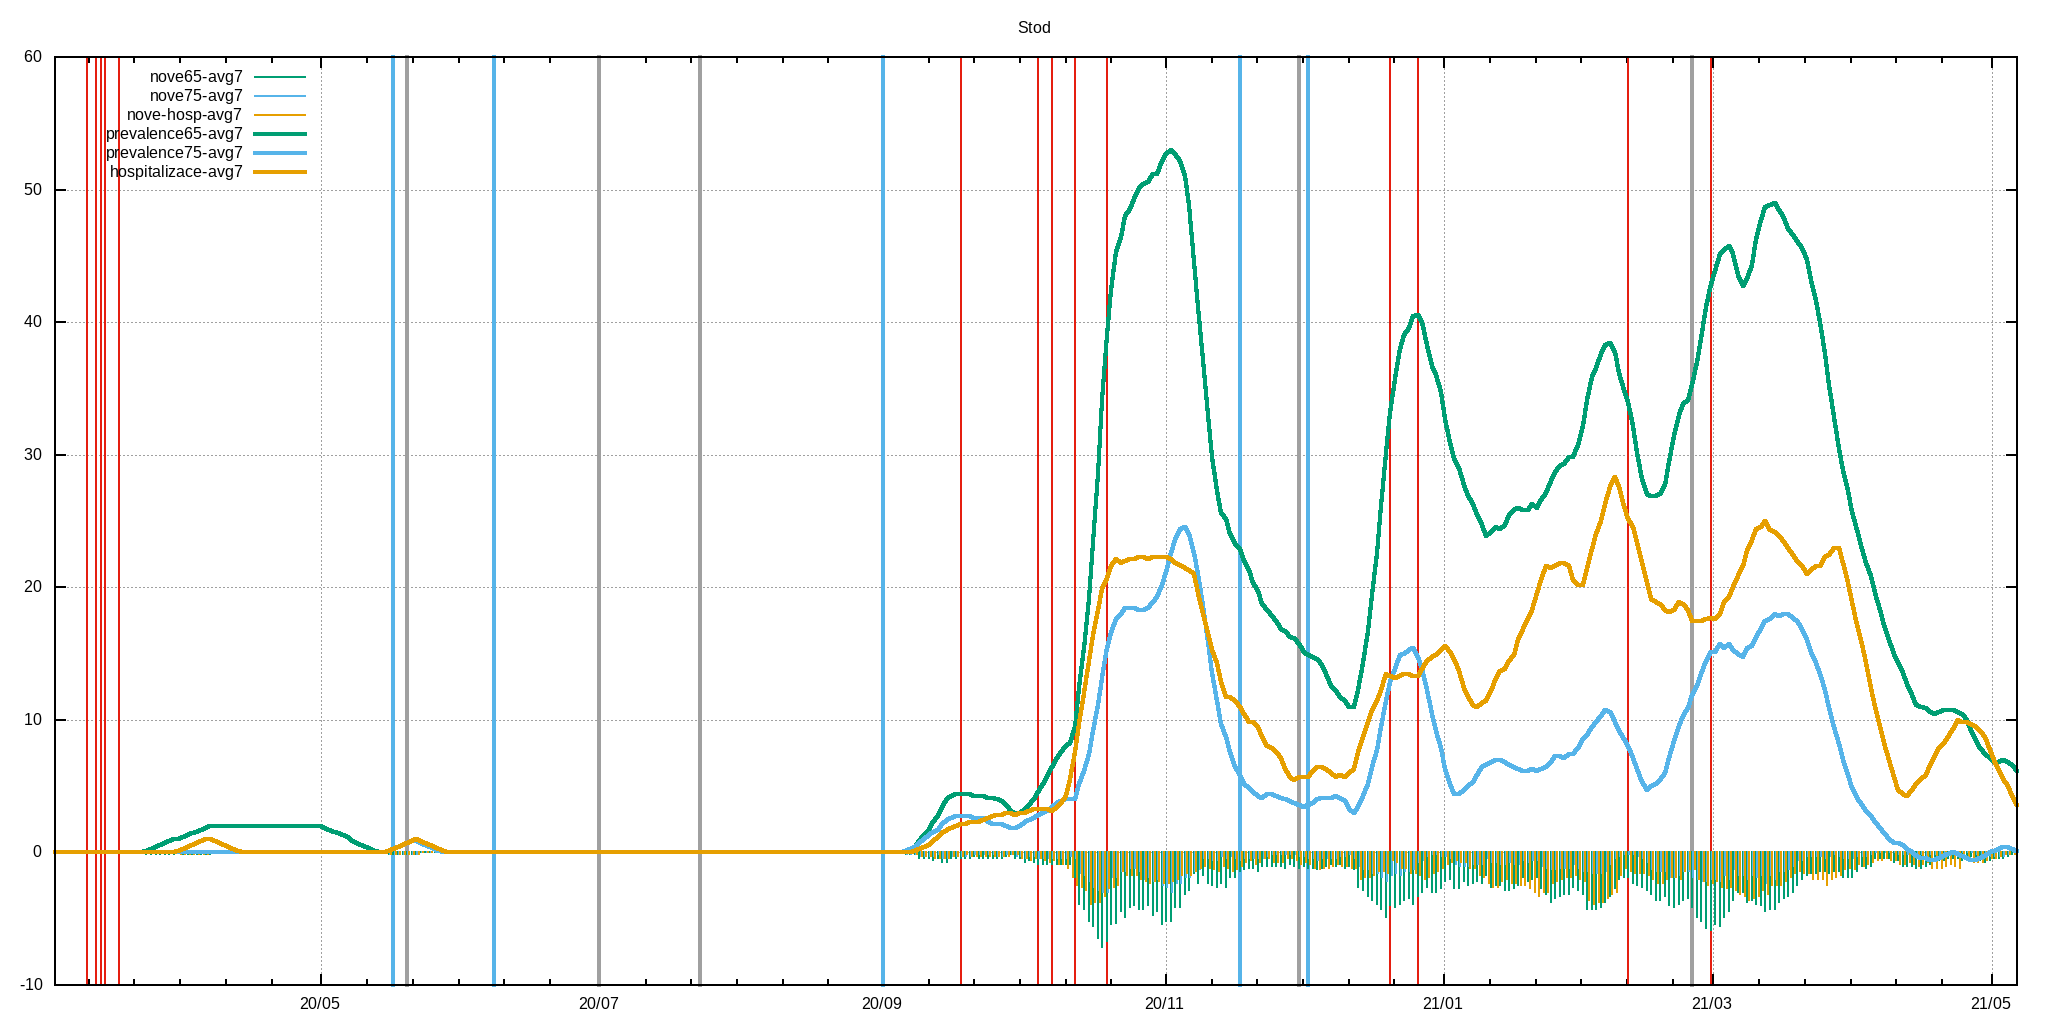 Stod
60
50
40
30
20
10
0
-10
nove65-avg7
nove75-avg7
nove-hosp-avg7
prevalence65-avg7
prevalence75-avg7
hospitalizace-avg7
20/05 20/07 20/09 20/11 21/01 21/03 21/05